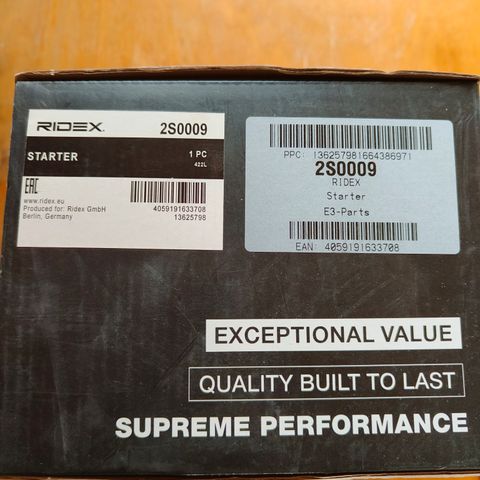 RIDEX
2S0009
STARTER
1 PC
422L
EAC
www.ridex.eu
Produced for: Ridex GmbH
Berlin, Germany
4059191633708
13625798
PPC: 136257981664386971
2S0009
RIDEX
Starter
E3-Parts
EAN: 4059191633708
EXCEPTIONAL VALUE
QUALITY BUILT TO LAST
SUPREME PERFORMANCE